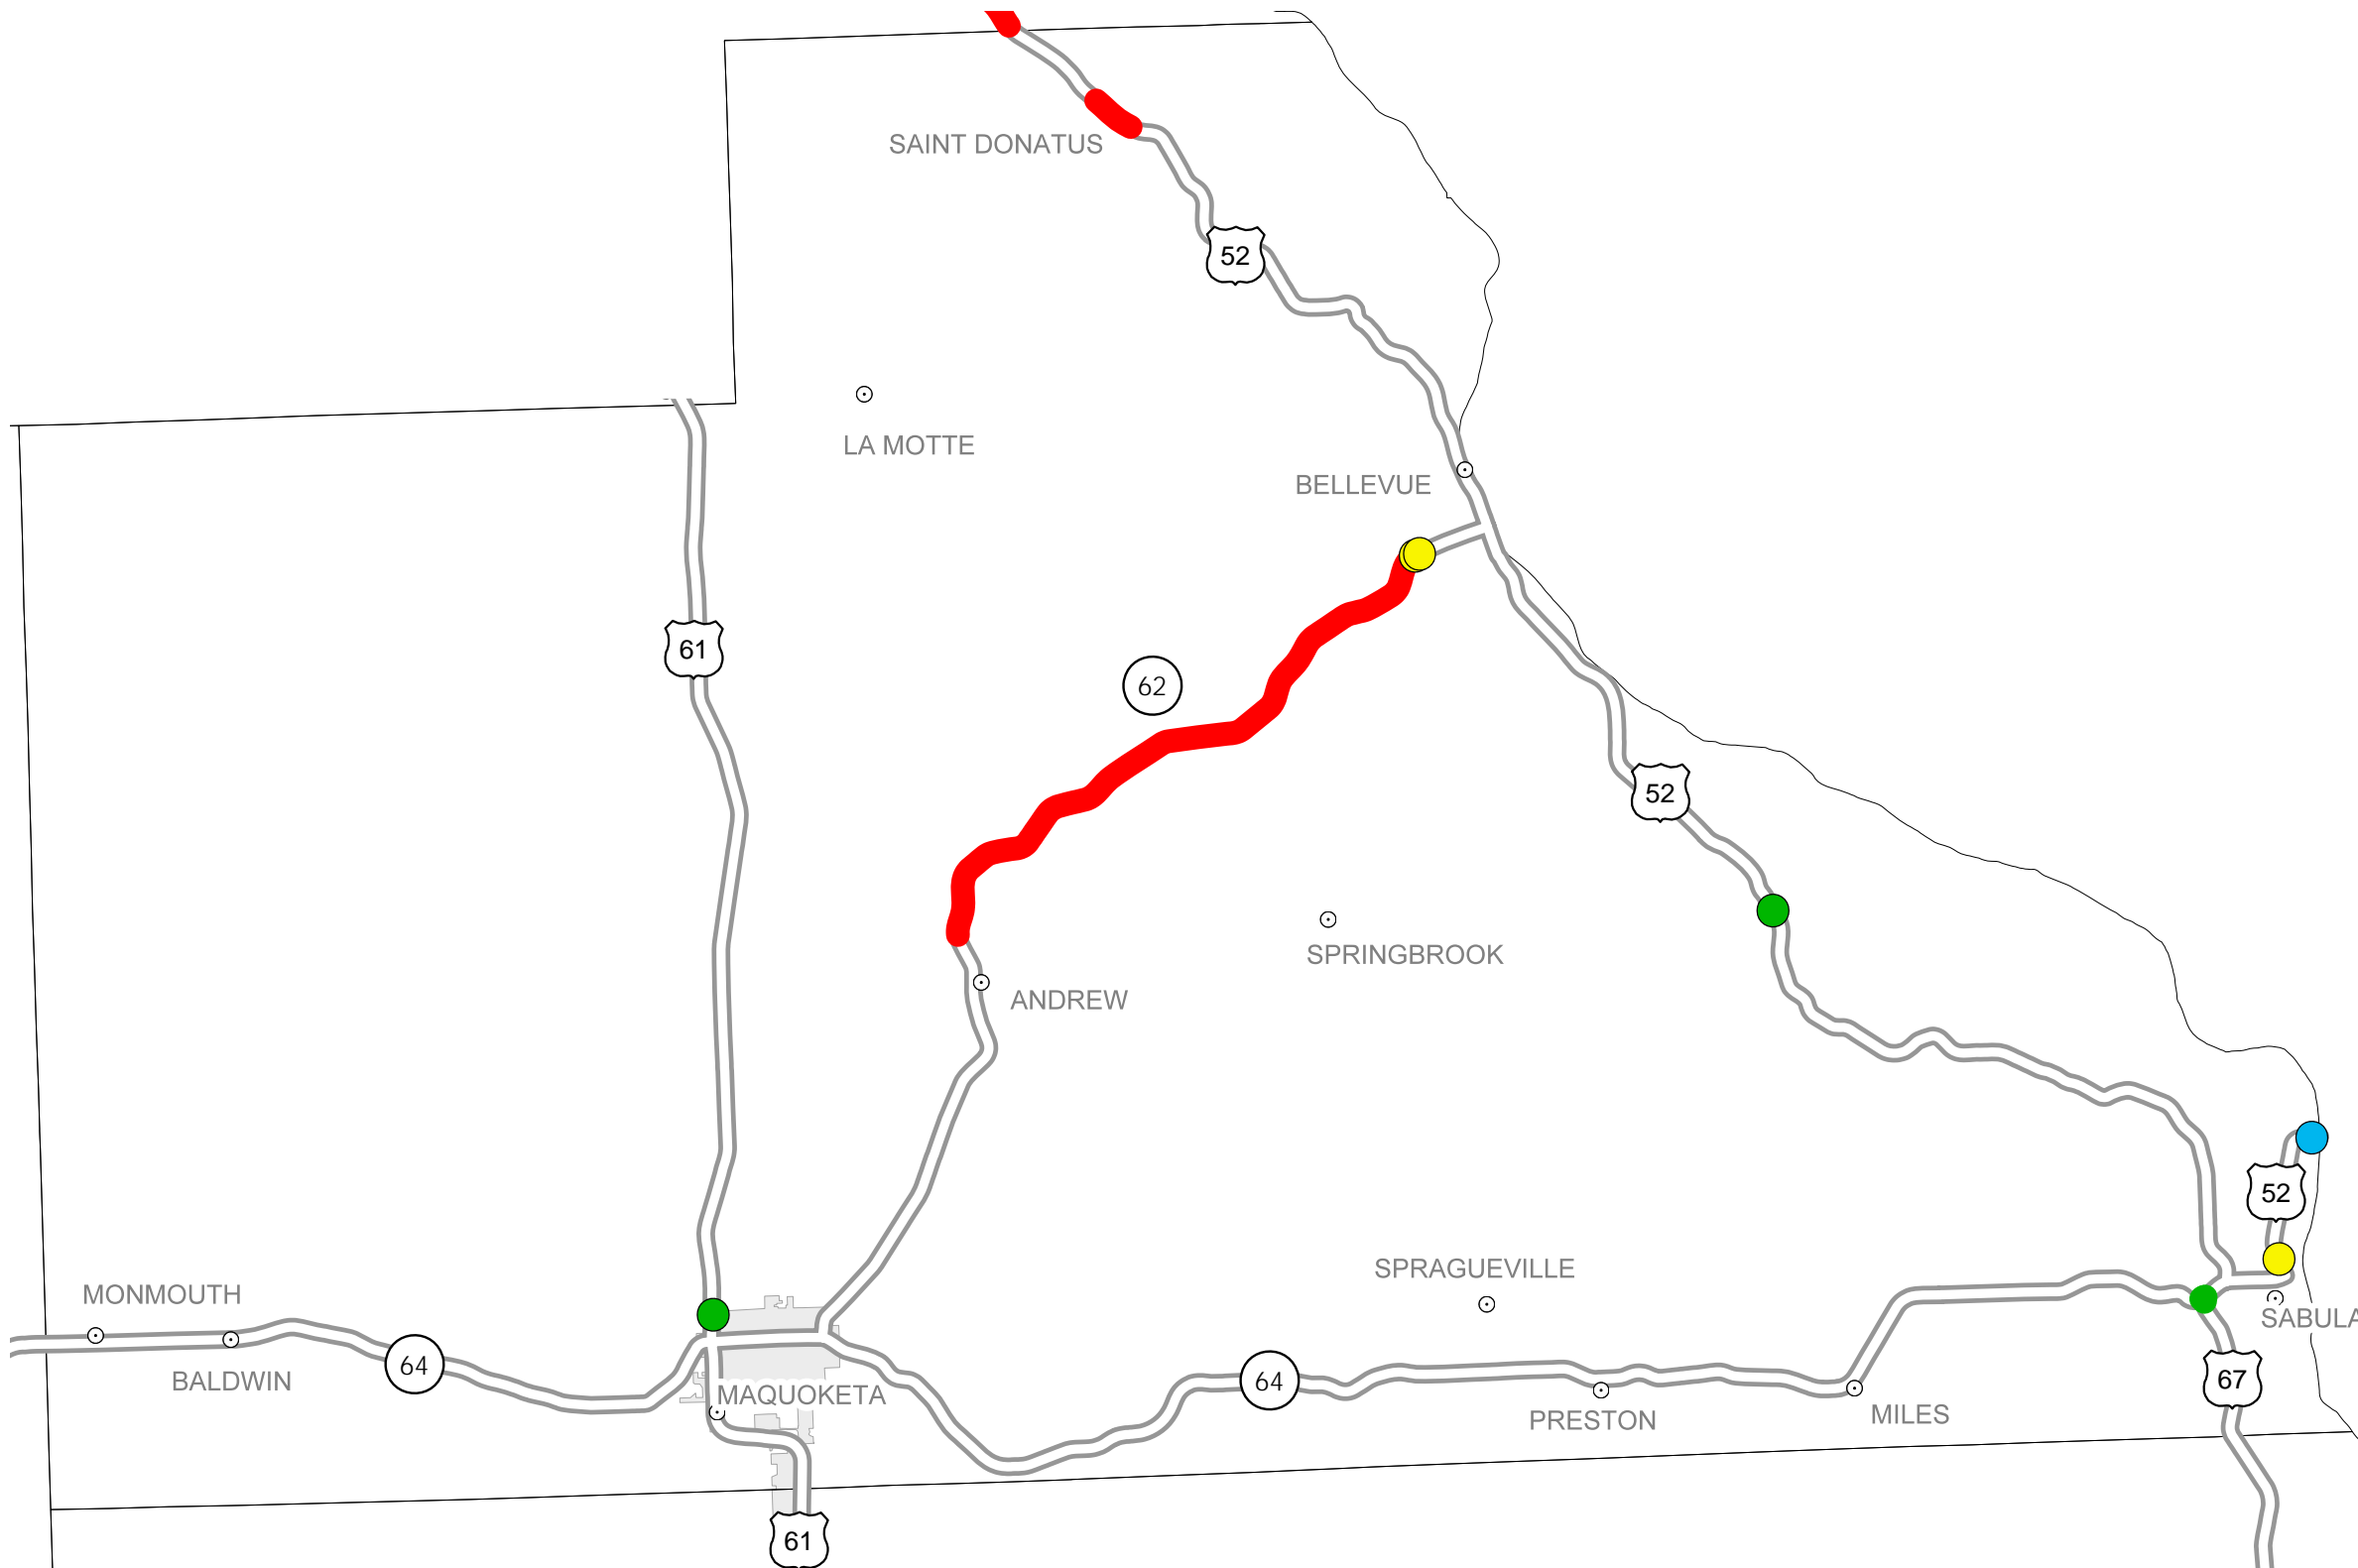 SAINT DONATUS
52
LA MOTTE
BELLEVUE
61
62
52
SPRINGBROOK
ANDREW
52
SPRAGUEVILLE
MONMOUTH
SABULA
BALDWIN
64
MAQUOKETA
64
67
PRESTON
MILES
61